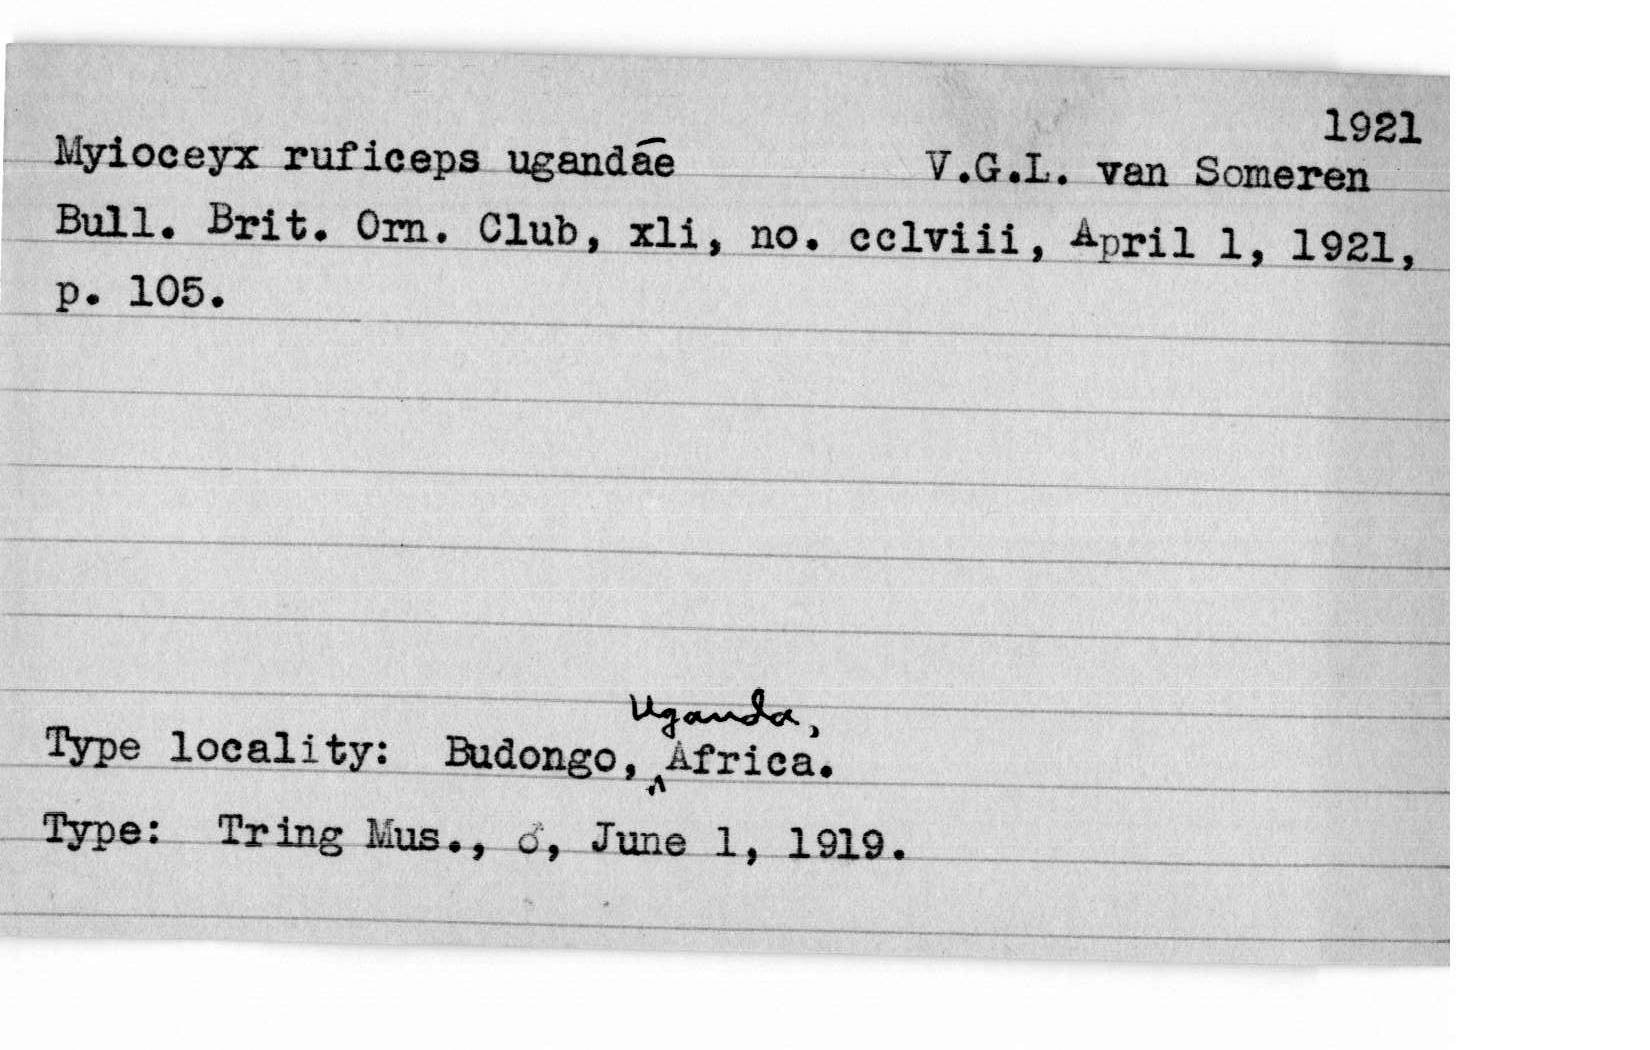 1921
Myioceyx ruficeps ugandae V.G.L. van Someren
Bull. Brit. Orn. Club, xli, no. cclviii, April 1, 1921,
p. 105.
Uganda,
Type locality: Budongo, ^ Africa.
Type: Tring Mus., ♂, June 1, 1919.